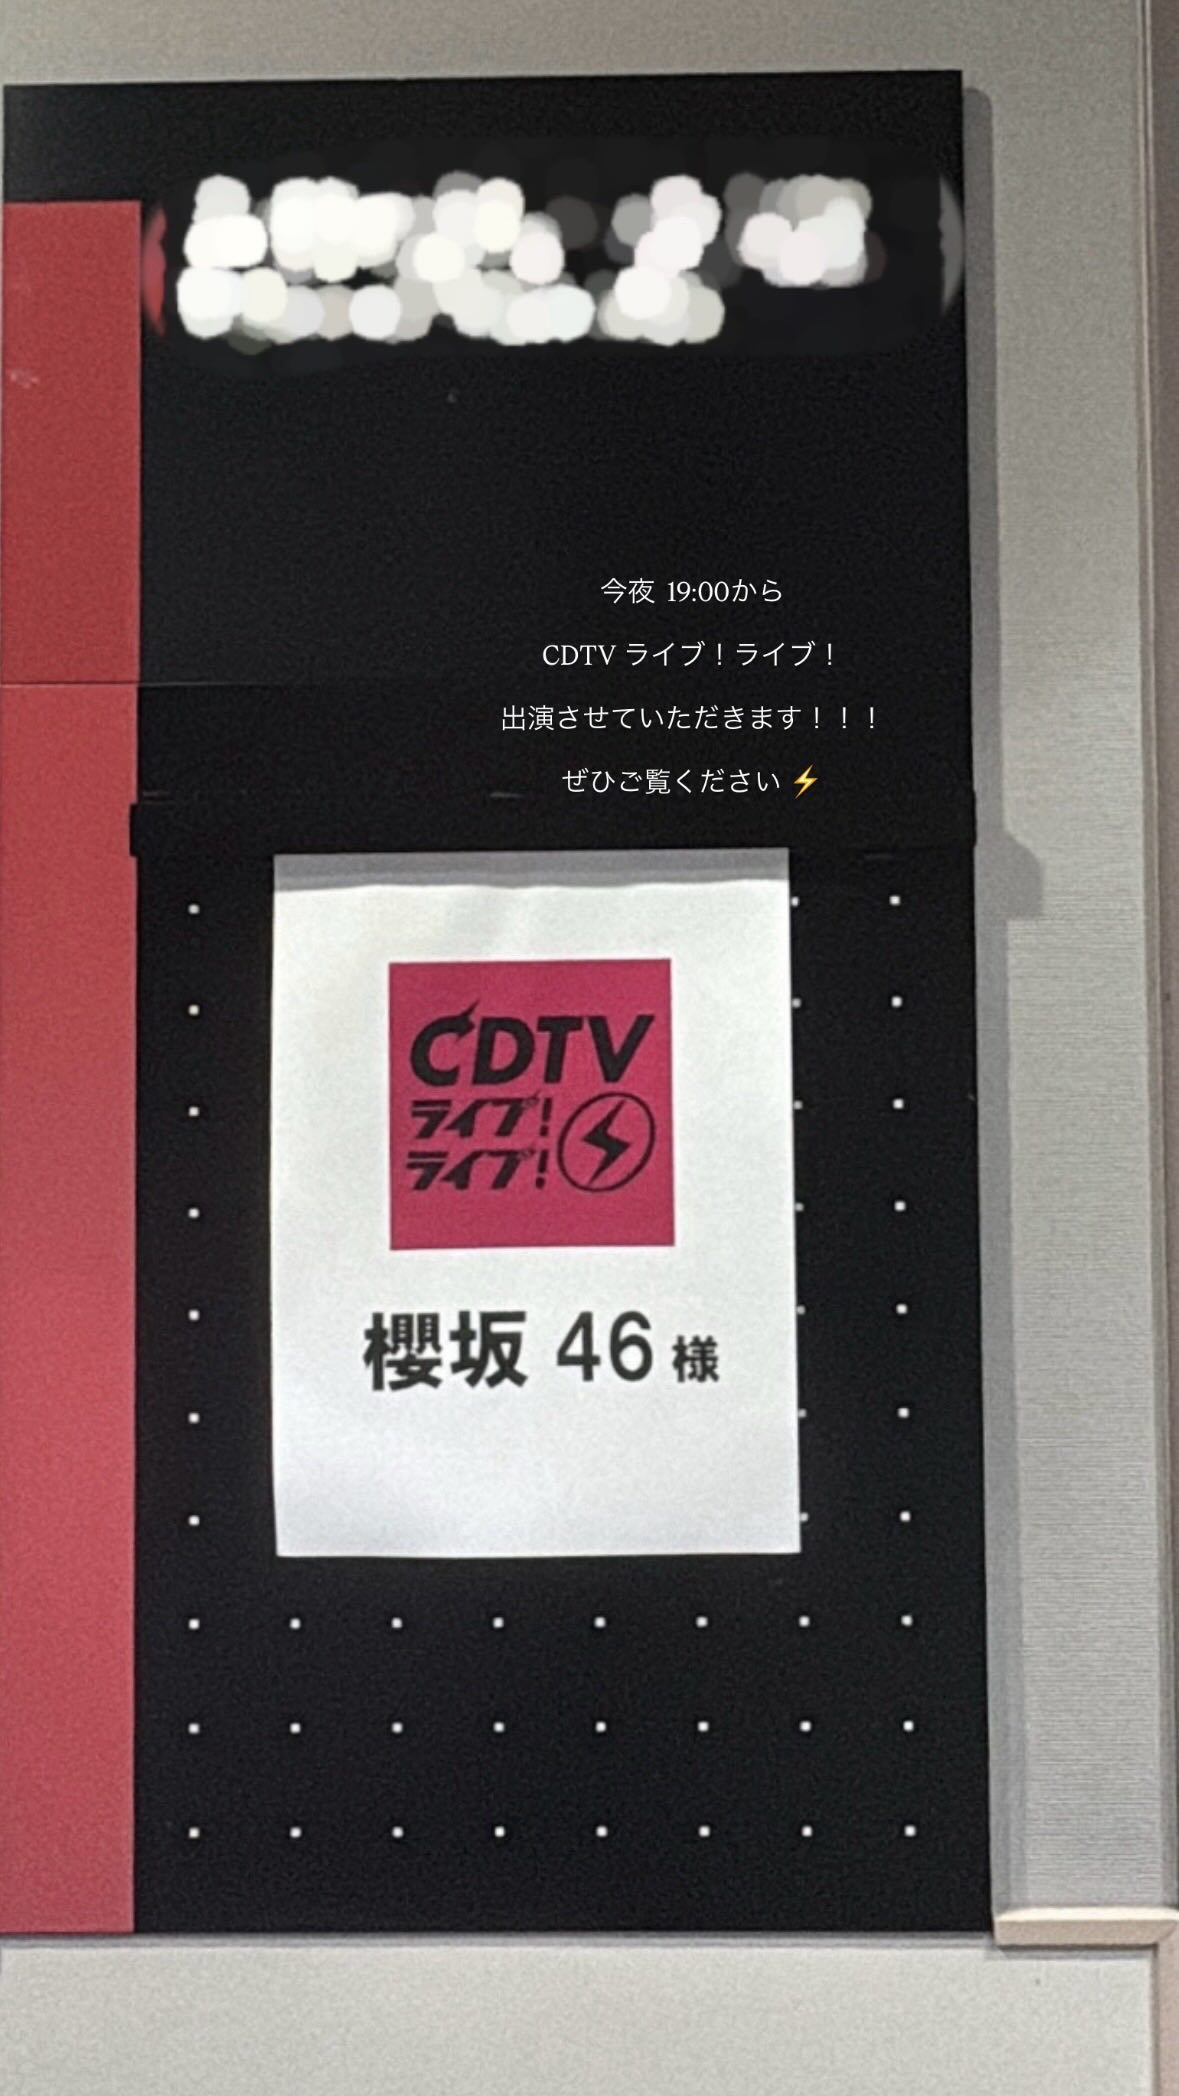 今夜 19:00から
CDTV ライブ！ライブ！
出演させていただきます！！！
ぜひご覧ください ⚡
CDTV
ライブ!
ライブ!
櫻坂 46 様